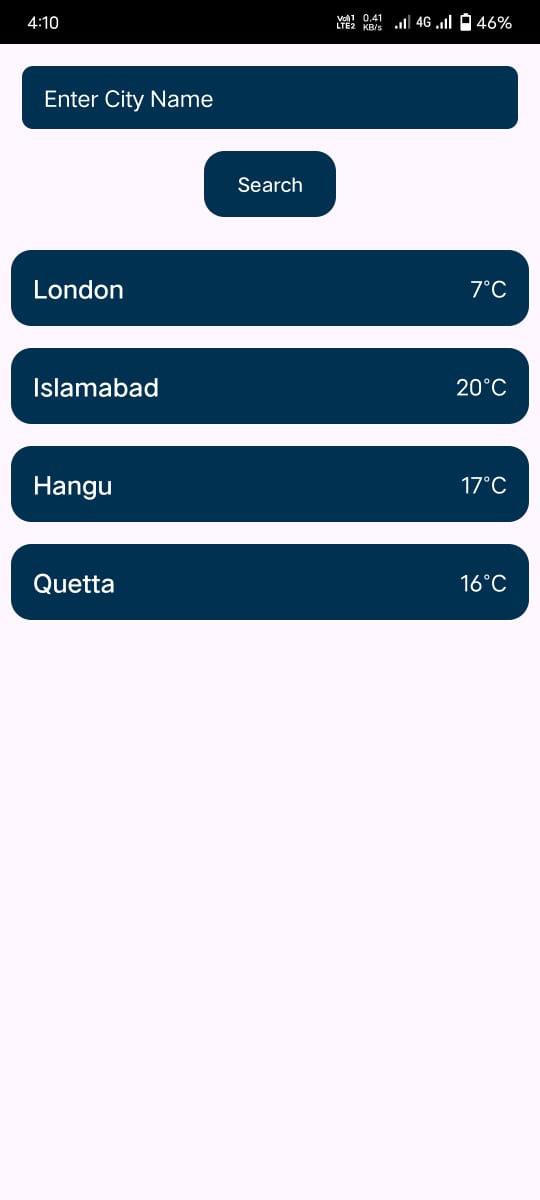 4:10 Vo)) 1 LTE2 0.41 KB/s 4G 46%
Enter City Name
Search
London 7°C
Islamabad 20°C
Hangu 17°C
Quetta 16°C